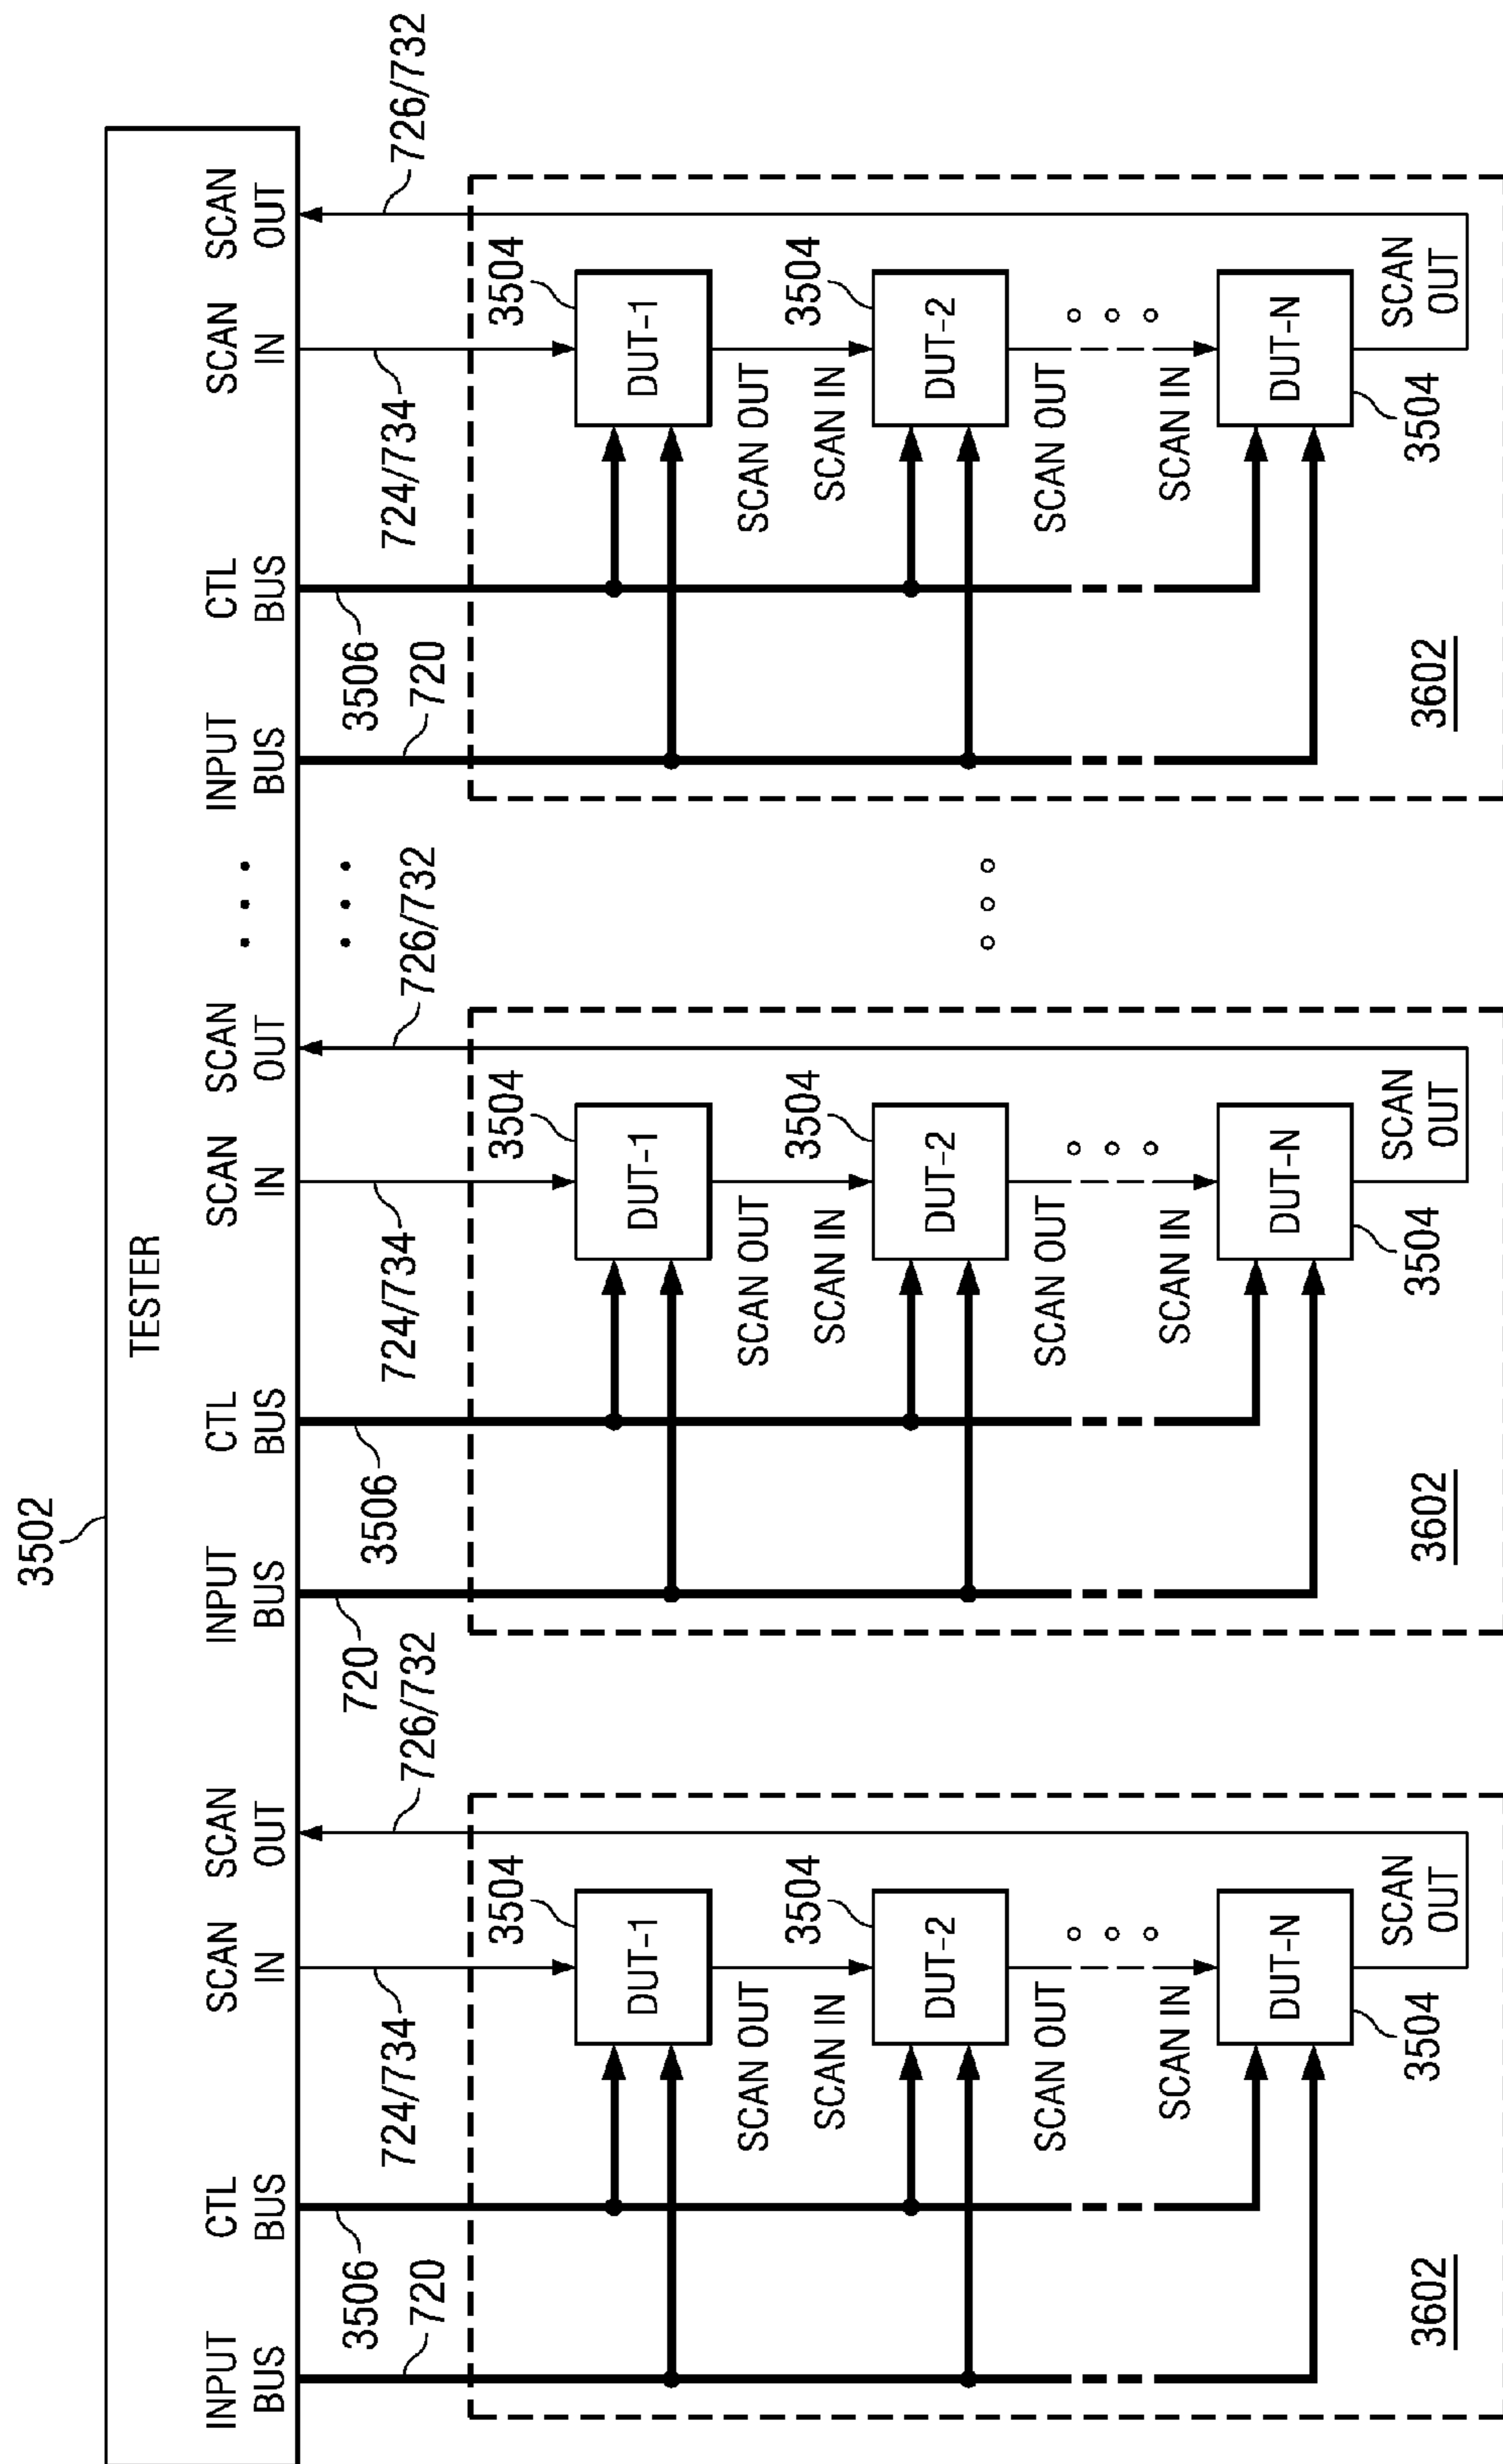 3502
TESTER
INPUT BUS
CTL BUS
SCAN IN
SCAN OUT
INPUT BUS
CTL BUS
SCAN IN
SCAN OUT
INPUT BUS
CTL BUS
SCAN IN
SCAN OUT
3506
720
724/734
726/732
3504
DUT-1
SCAN OUT
SCAN IN
3504
DUT-2
SCAN OUT
SCAN IN
DUT-N
3504
SCAN OUT
3602
720
3506
724/734
726/732
3504
DUT-1
SCAN OUT
SCAN IN
3504
DUT-2
SCAN OUT
SCAN IN
DUT-N
3504
SCAN OUT
3602
3506
720
724/734
726/732
3504
DUT-1
SCAN OUT
SCAN IN
3504
DUT-2
SCAN OUT
SCAN IN
DUT-N
3504
SCAN OUT
3602